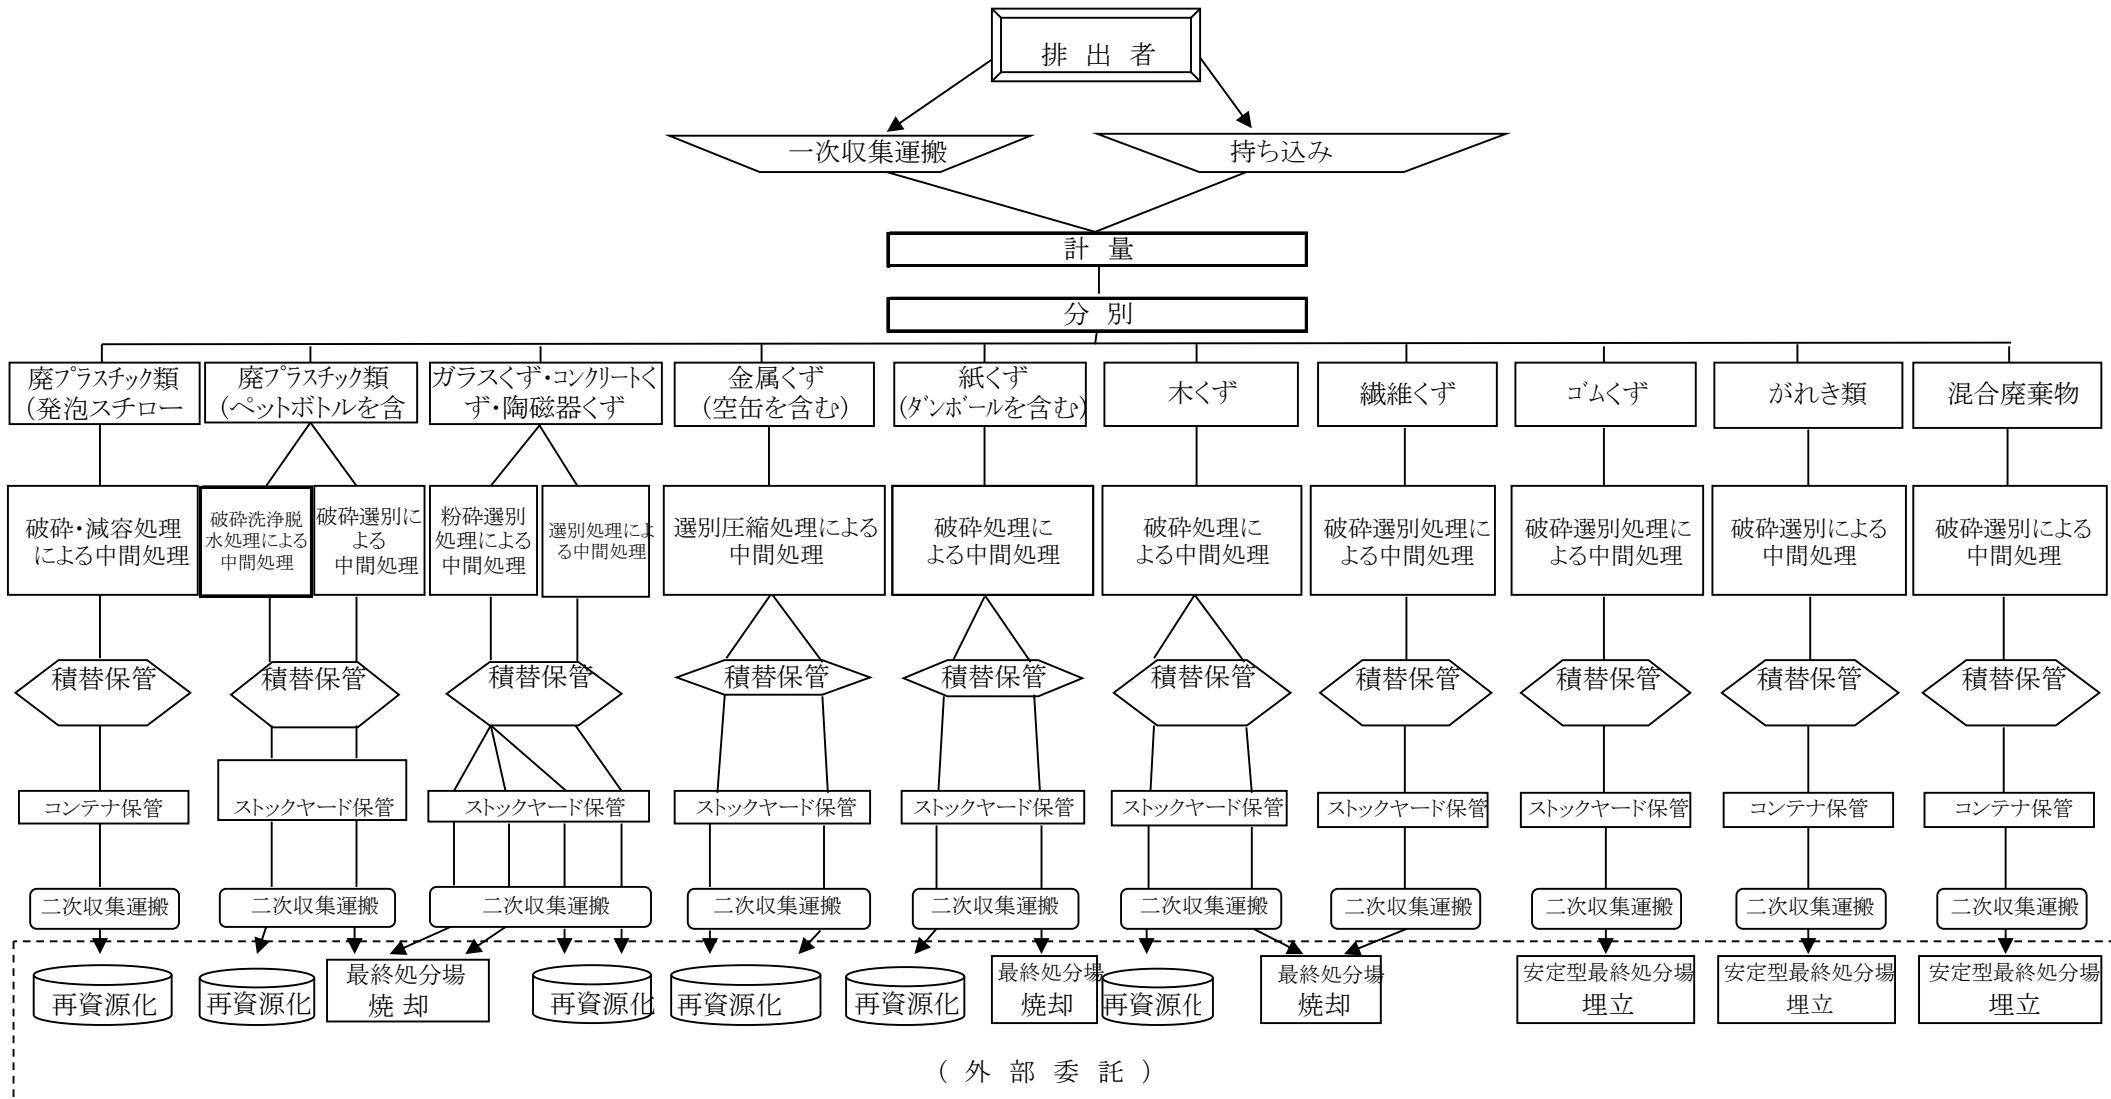 排 出 者
一次収集運搬
持ち込み
計 量
分 別
廃プラスチック類
(発泡スチロー
廃プラスチック類
(ペットボトルを含
ガラスくず・コンクリートく
ず・陶磁器くず
金属くず
(空缶を含む)
紙くず
(ダンボールを含む)
木くず
繊維くず
ゴムくず
がれき類
混合廃棄物
破砕・減容処理
による中間処理
破砕洗浄脱
水処理による
中間処理
破砕選別に
よる
中間処理
粉砕選別
処理による
中間処理
選別処理によ
る中間処理
選別圧縮処理による
中間処理
破砕処理に
よる中間処理
破砕処理に
よる中間処理
破砕選別処理に
よる中間処理
破砕選別処理に
よる中間処理
破砕選別による
中間処理
破砕選別による
中間処理
積替保管
積替保管
積替保管
積替保管
積替保管
積替保管
積替保管
積替保管
積替保管
積替保管
コンテナ保管
ストックヤード保管
ストックヤード保管
ストックヤード保管
ストックヤード保管
ストックヤード保管
ストックヤード保管
ストックヤード保管
コンテナ保管
コンテナ保管
二次収集運搬
二次収集運搬
二次収集運搬
二次収集運搬
二次収集運搬
二次収集運搬
二次収集運搬
二次収集運搬
二次収集運搬
二次収集運搬
再資源化
再資源化
最終処分場
焼 却
再資源化
再資源化
再資源化
最終処分場
焼却
再資源化
最終処分場
焼却
安定型最終処分場
埋立
安定型最終処分場
埋立
安定型最終処分場
埋立
( 外 部 委 託 )